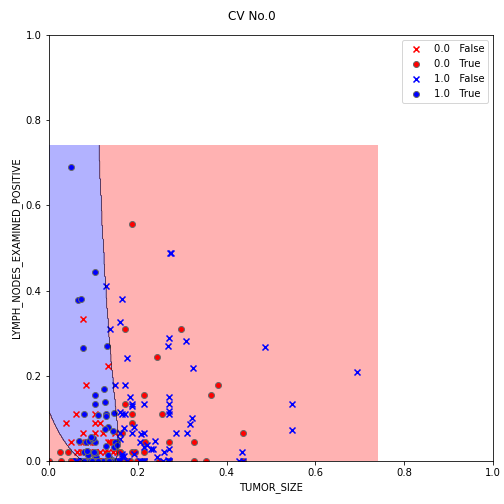 CV No.0
1.0
0.8
0.6
0.4
0.2
0.0
LYMPH_NODES_EXAMINED_POSITIVE
0.0 False
0.0 True
1.0 False
1.0 True
0.0 0.2 0.4 0.6 0.8 1.0
TUMOR_SIZE